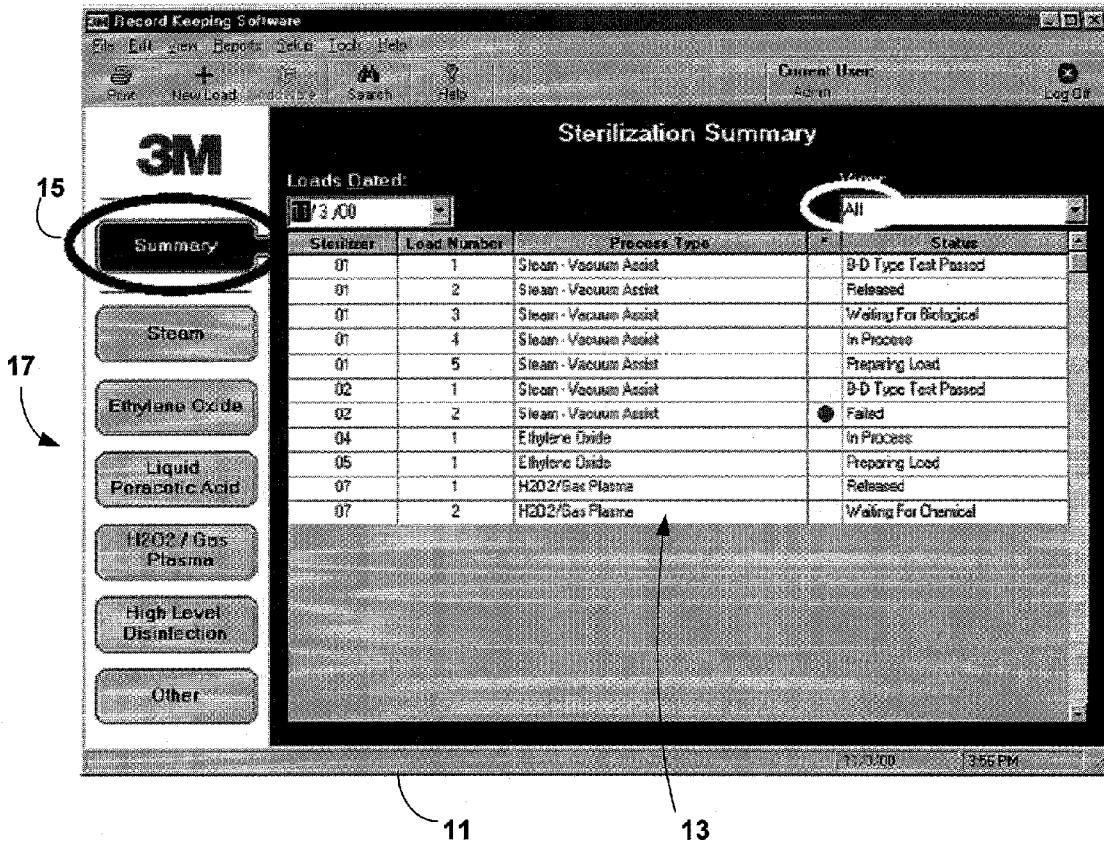 3M Record Keeping Software
File Edit View Reports Setup Tools Help
Print New Load Search Help Current User: Admin Log Off
3M
Sterilization Summary
Loads Dated: View:
11/3/00 All
15
Summary
Sterilizer Load Number Process Type * Status
01 1 Steam - Vacuum Assist B-D Type Test Passed
01 2 Steam - Vacuum Assist Released
01 3 Steam - Vacuum Assist Waiting For Biological
01 4 Steam - Vacuum Assist In Process
01 5 Steam - Vacuum Assist Preparing Load
02 1 Steam - Vacuum Assist B-D Type Test Passed
02 2 Steam - Vacuum Assist Failed
04 1 Ethylene Oxide In Process
05 1 Ethylene Oxide Preparing Load
07 1 H2O2/Gas Plasma Released
07 2 H2O2/Gas Plasma Waiting For Chemical
Steam
17
Ethylene Oxide
Liquid
Peracetic Acid
H2O2 / Gas
Plasma
High Level
Disinfection
Other
11/3/00 3:56 PM
11 13